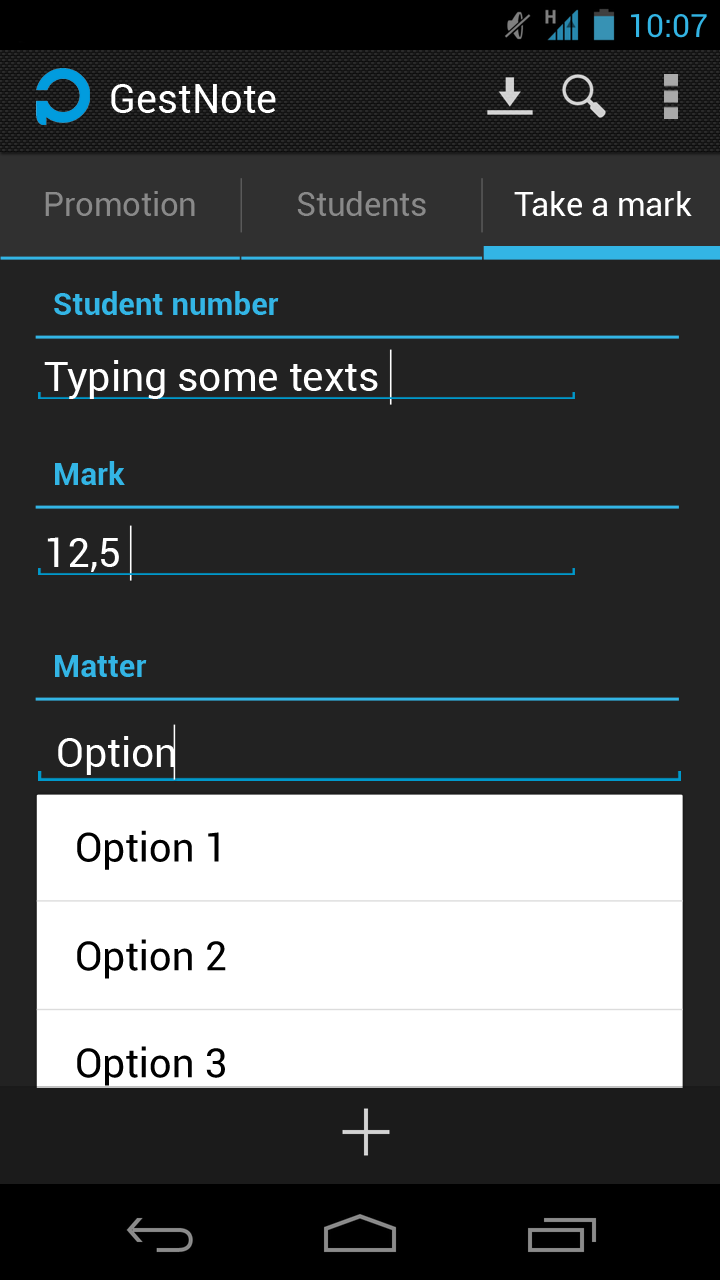 H 10:07
GestNote
Promotion Students Take a mark
Student number
Typing some texts
Mark
12,5
Matter
Option
Option 1
Option 2
Option 3